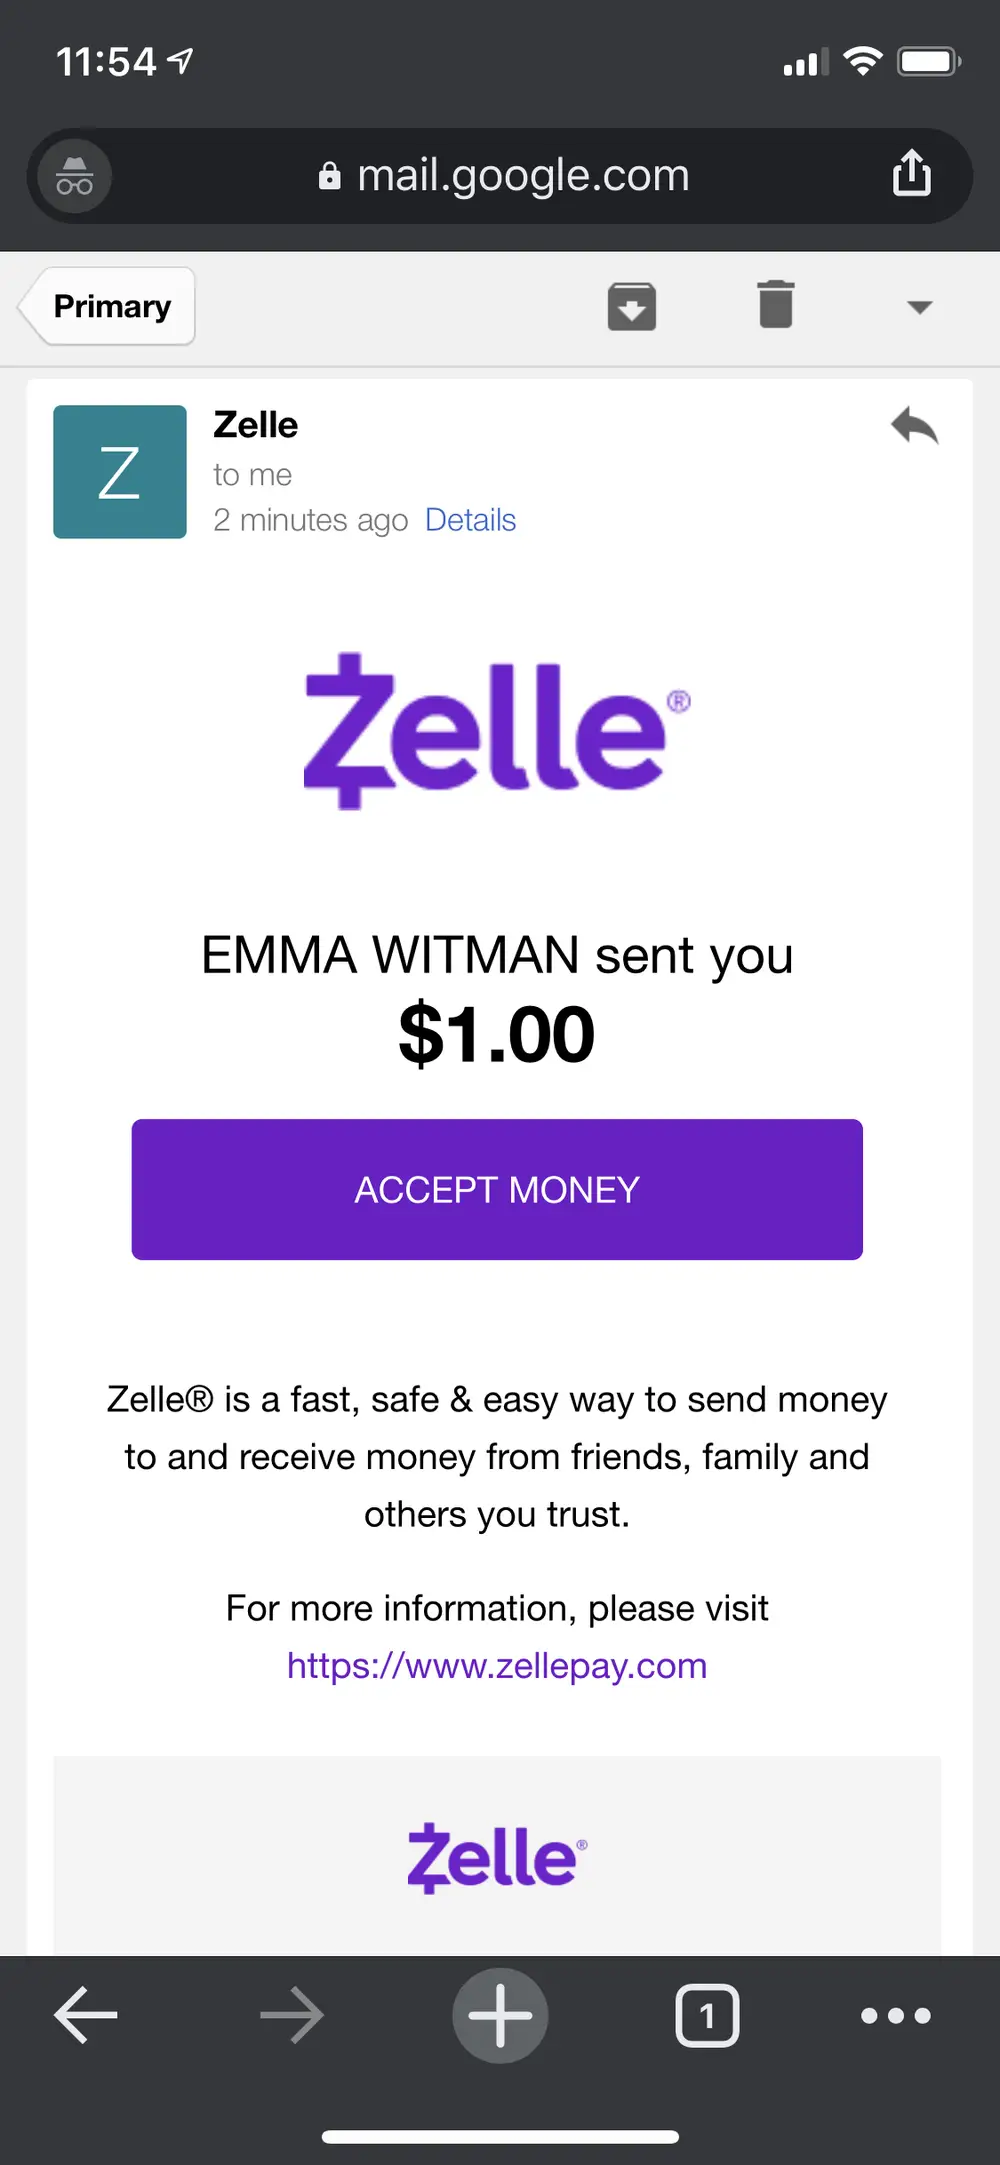 11:54
mail.google.com
Primary
Z
Zelle
to me
2 minutes ago Details
Zelle®
EMMA WITMAN sent you
$1.00
ACCEPT MONEY
Zelle® is a fast, safe & easy way to send money
to and receive money from friends, family and
others you trust.
For more information, please visit
https://www.zellepay.com
Zelle®
1